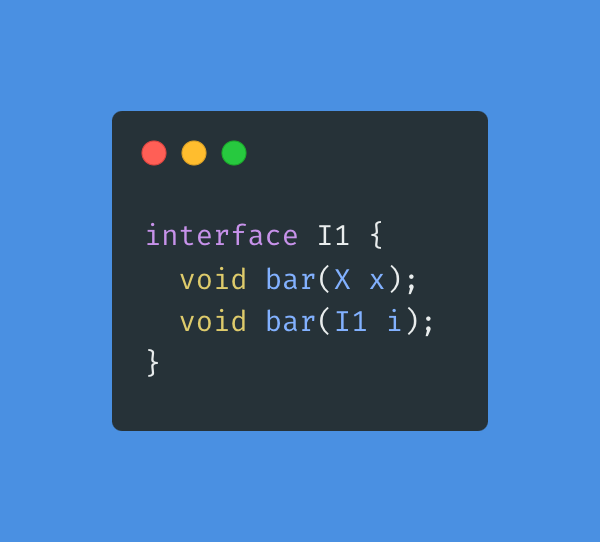 interface I1 {
  void bar(X x);
  void bar(I1 i);
}